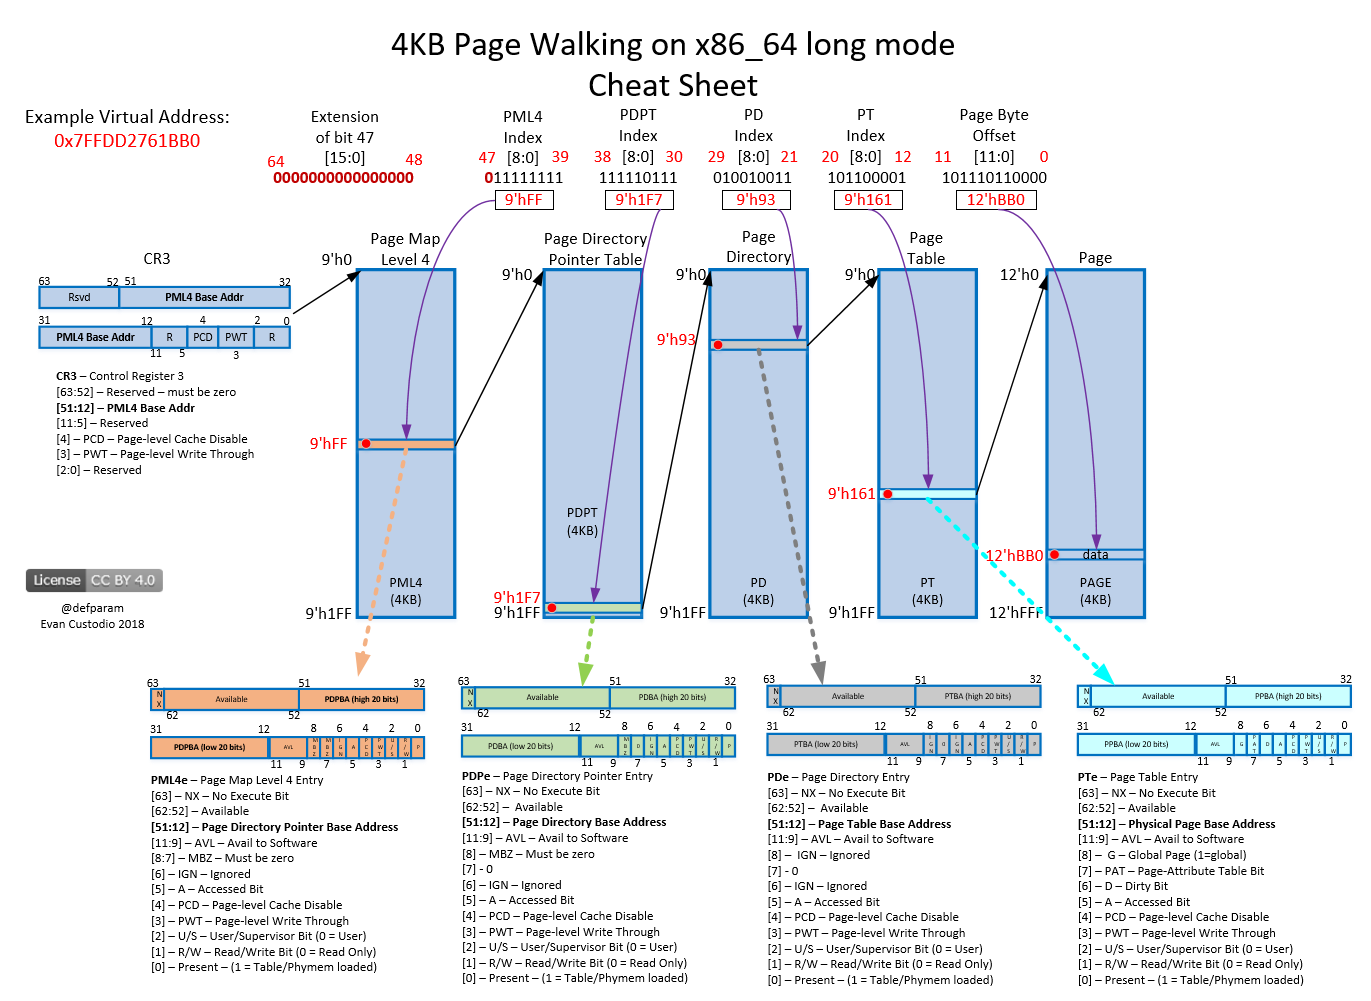 4KB Page Walking on x86_64 long mode
Cheat Sheet
Example Virtual Address:
0x7FFDD2761BB0
Extension
of bit 47
[15:0]
64
48
0000000000000000
PML4
Index
47 [8:0] 39
011111111
9'hFF
PDPT
Index
38 [8:0] 30
111110111
9'h1F7
PD
Index
29 [8:0] 21
010010011
9'h93
PT
Index
20 [8:0] 12
101100001
9'h161
Page Byte
Offset
11 [11:0] 0
101110110000
12'hBB0
CR3
63 52 51 32
Rsvd PML4 Base Addr
31 12 4 2 0
PML4 Base Addr R PCD PWT R
11 5 3
CR3 – Control Register 3
[63:52] – Reserved – must be zero
[51:12] – PML4 Base Addr
[11:5] – Reserved
[4] – PCD – Page-level Cache Disable
[3] – PWT – Page-level Write Through
[2:0] – Reserved
Page Map
Level 4
9'h0
9'hFF
PML4
(4KB)
9'h1FF
Page Directory
Pointer Table
9'h0
PDPT
(4KB)
9'h1F7
9'h1FF
Page
Directory
9'h0
9'h93
PD
(4KB)
9'h1FF
Page
Table
9'h0
9'h161
PT
(4KB)
9'h1FF
Page
12'h0
12'hBB0
data
PAGE
(4KB)
12'hFFF
License CC BY 4.0
@defparam
Evan Custodio 2018
63 51 32
NX Available PDPBA (high 20 bits)
62 52
31 12 8 6 4 2 0
PDPBA (low 20 bits) AVL MBZ MBZ IGN A PCD PWT U/S R/W P
11 9 7 5 3 1
PML4e – Page Map Level 4 Entry
[63] – NX – No Execute Bit
[62:52] – Available
[51:12] – Page Directory Pointer Base Address
[11:9] – AVL – Avail to Software
[8:7] – MBZ – Must be zero
[6] – IGN – Ignored
[5] – A – Accessed Bit
[4] – PCD – Page-level Cache Disable
[3] – PWT – Page-level Write Through
[2] – U/S – User/Supervisor Bit (0 = User)
[1] – R/W – Read/Write Bit (0 = Read Only)
[0] – Present – (1 = Table/Phymem loaded)
63 51 32
NX Available PDBA (high 20 bits)
62 52
31 12 8 6 4 2 0
PDBA (low 20 bits) AVL MBZ 0 IGN A PCD PWT U/S R/W P
11 9 7 5 3 1
PDPe – Page Directory Pointer Entry
[63] – NX – No Execute Bit
[62:52] – Available
[51:12] – Page Directory Base Address
[11:9] – AVL – Avail to Software
[8] – MBZ – Must be zero
[7] - 0
[6] – IGN – Ignored
[5] – A – Accessed Bit
[4] – PCD – Page-level Cache Disable
[3] – PWT – Page-level Write Through
[2] – U/S – User/Supervisor Bit (0 = User)
[1] – R/W – Read/Write Bit (0 = Read Only)
[0] – Present – (1 = Table/Phymem loaded)
63 51 32
NX Available PTBA (high 20 bits)
62 52
31 12 8 6 4 2 0
PTBA (low 20 bits) AVL IGN 0 IGN A PCD PWT U/S R/W P
11 9 7 5 3 1
PDe – Page Directory Entry
[63] – NX – No Execute Bit
[62:52] – Available
[51:12] – Page Table Base Address
[11:9] – AVL – Avail to Software
[8] – IGN – Ignored
[7] - 0
[6] – IGN – Ignored
[5] – A – Accessed Bit
[4] – PCD – Page-level Cache Disable
[3] – PWT – Page-level Write Through
[2] – U/S – User/Supervisor Bit (0 = User)
[1] – R/W – Read/Write Bit (0 = Read Only)
[0] – Present – (1 = Table/Phymem loaded)
63 51 32
NX Available PPBA (high 20 bits)
62 52
31 12 8 6 4 2 0
PPBA (low 20 bits) AVL G PAT D A PCD PWT U/S R/W P
11 9 7 5 3 1
PTe – Page Table Entry
[63] – NX – No Execute Bit
[62:52] – Available
[51:12] – Physical Page Base Address
[11:9] – AVL – Avail to Software
[8] – G – Global Page (1=global)
[7] – PAT – Page-Attribute Table Bit
[6] – D – Dirty Bit
[5] – A – Accessed Bit
[4] – PCD – Page-level Cache Disable
[3] – PWT – Page-level Write Through
[2] – U/S – User/Supervisor Bit (0 = User)
[1] – R/W – Read/Write Bit (0 = Read Only)
[0] – Present – (1 = Table/Phymem loaded)